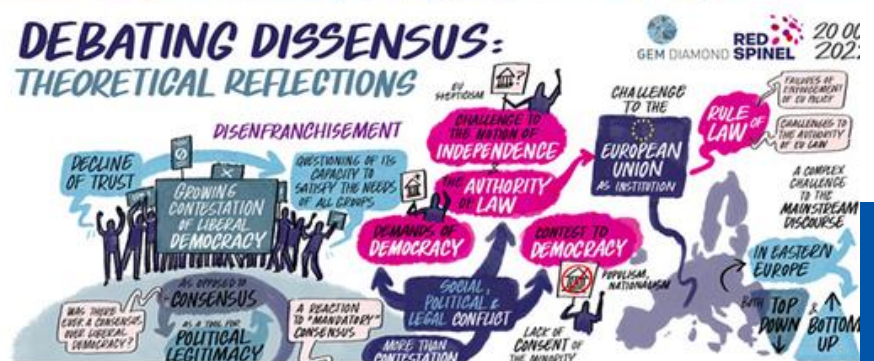 DEBATING DISSENSUS:
THEORETICAL REFLECTIONS
GEM DIAMOND
RED
SPINEL
DISENFRANCHISEMENT
DECLINE
OF TRUST
GROWING
CONTESTATION
OF LIBERAL
DEMOCRACY
QUESTIONING OF ITS
CAPACITY TO
SATISFY THE NEEDS
OF ALL GROUPS
EU
SKEPTICISM
?
CHALLENGE TO
THE NOTION OF
INDEPENDENCE
THE AUTHORITY
OF LAW
DEMANDS OF
DEMOCRACY
CONTEST TO
DEMOCRACY
POPULISM,
NATIONALISM
CHALLENGE
TO THE
EUROPEAN
UNION
AS INSTITUTION
RULE OF
LAW
FAILURES OF
ENFORCEMENT
OF EU POLICY
CHALLENGES TO
THE AUTHORITY
OF EU LAW
A COMPLEX
CHALLENGE
TO THE
MAINSTREAM
DISCOURSE
IN EASTERN
EUROPE
BOTH TOP
DOWN
& BOTTOM
UP
SOCIAL,
POLITICAL &
LEGAL CONFLICT
MORE THAN
CONTESTATION
LACK OF
CONSENT OF
THE MINORITY
AS OPPOSED TO
CONSENSUS
AS A TOOL FOR
POLITICAL
LEGITIMACY
WAS THERE
EVER A CONSENSUS
OVER LIBERAL
DEMOCRACY?
A REACTION
TO "MANDATORY"
CONSENSUS